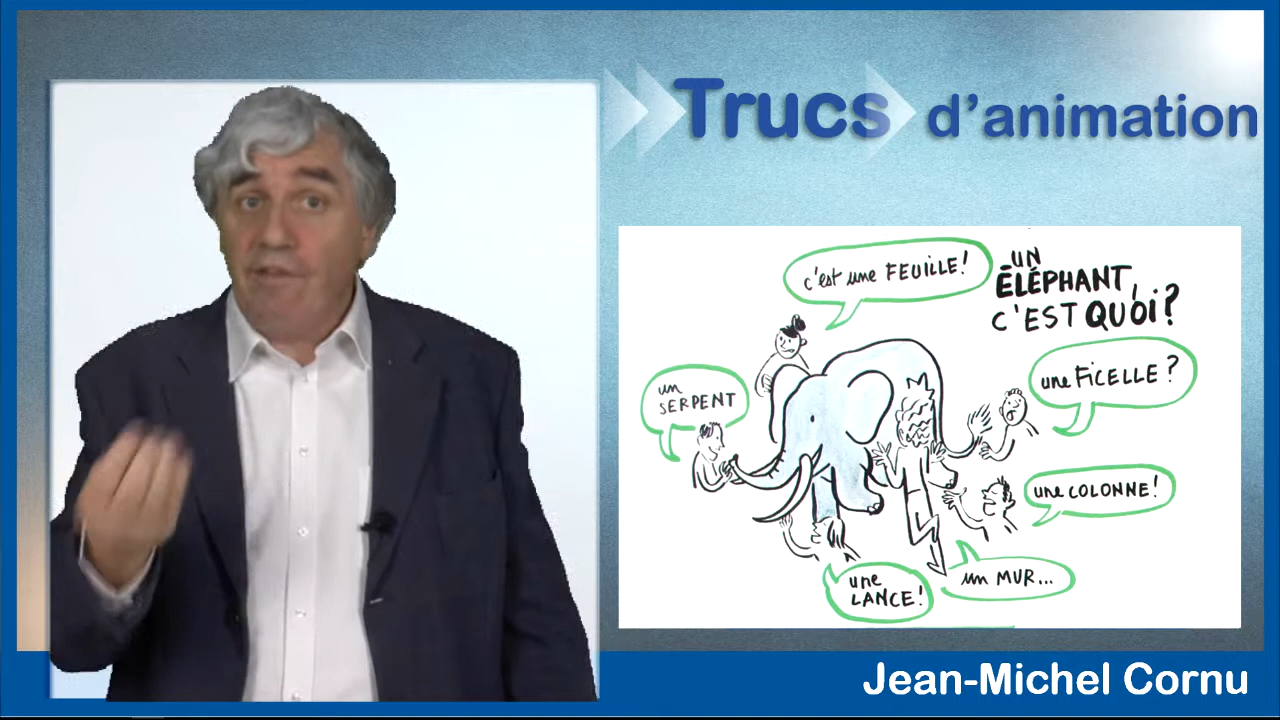 Trucs d'animation
c'est une FEUILLE!
UN
ÉLÉPHANT,
C'EST QUOI?
un
SERPENT
une FICELLE?
une COLONNE!
un MUR...
une
LANCE!
Jean-Michel Cornu